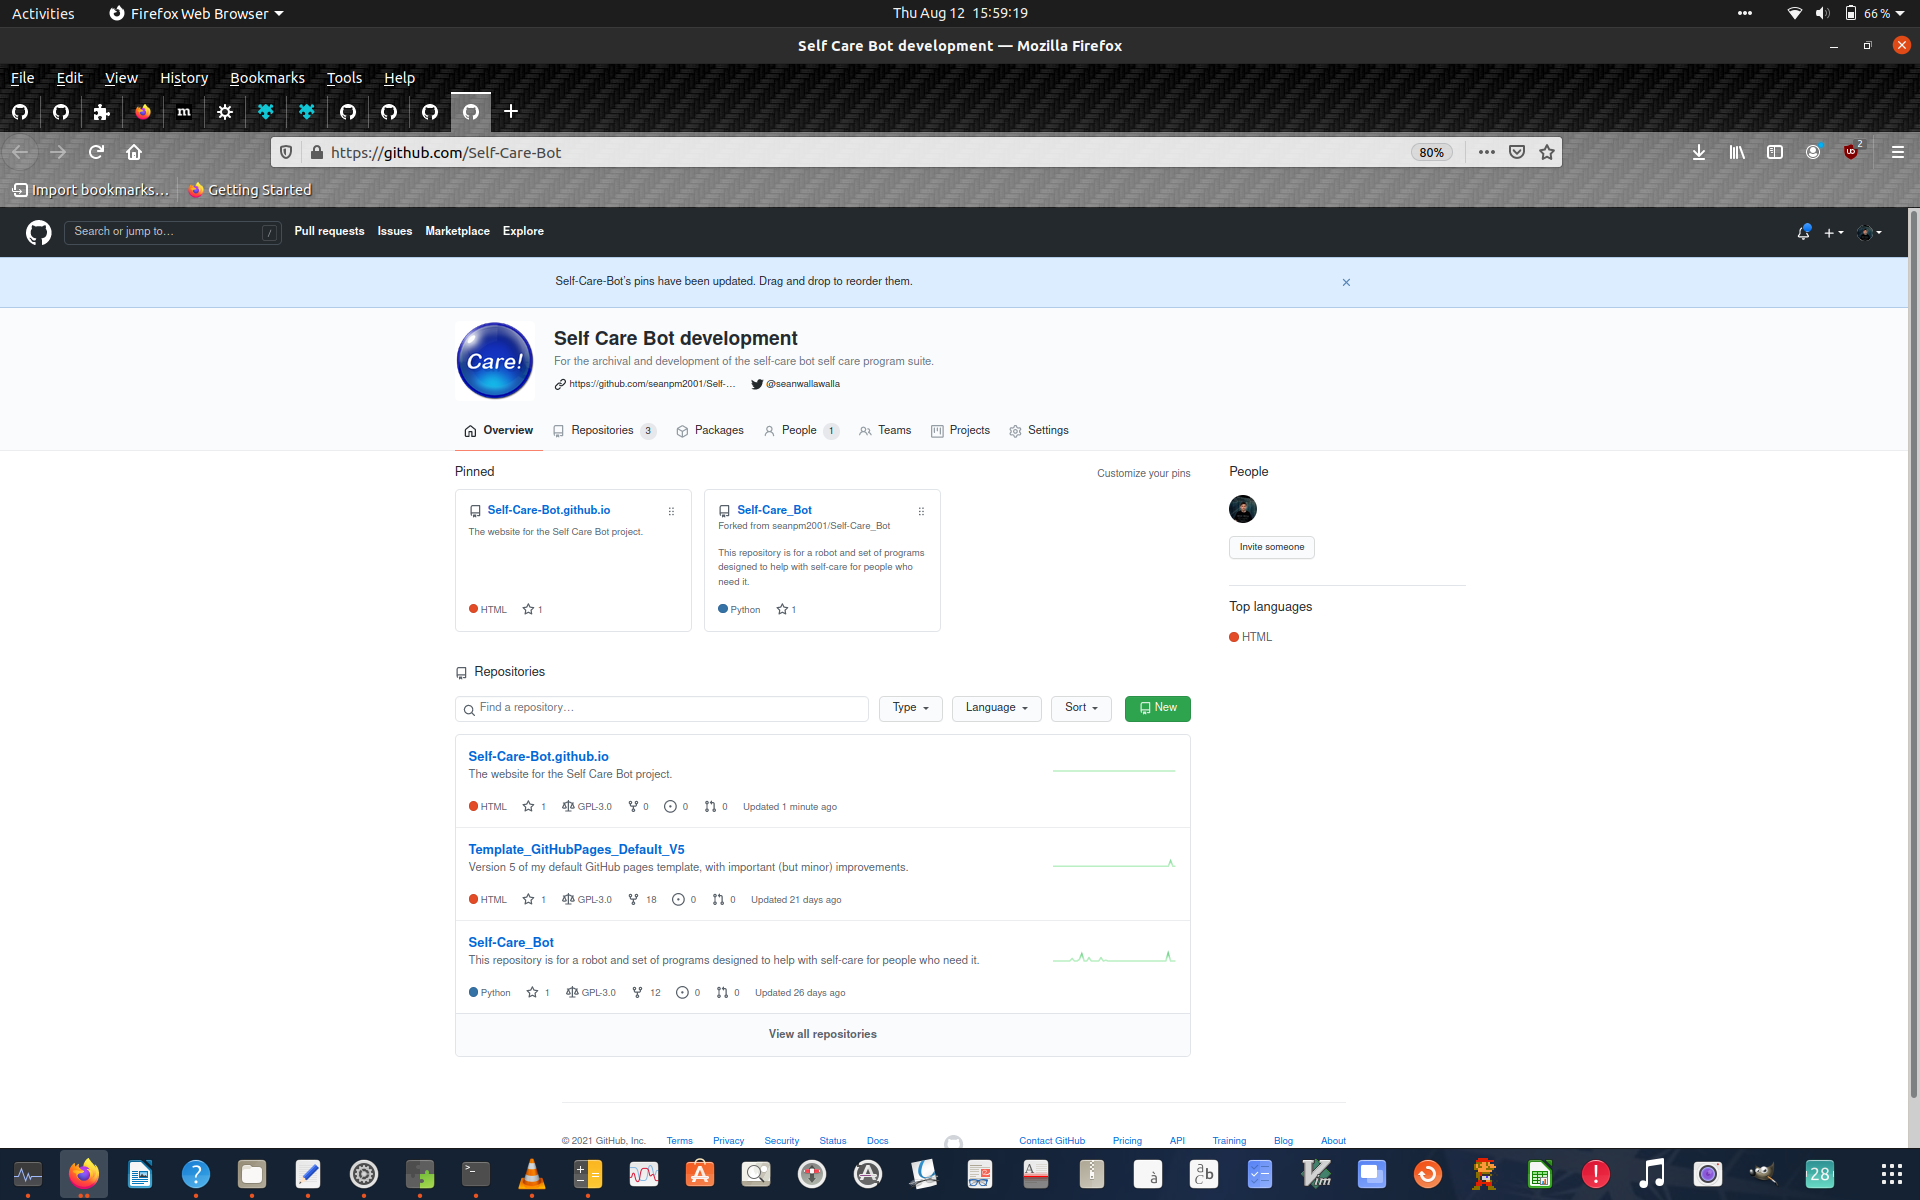 Activities
Firefox Web Browser
Thu Aug 12 15:59:19
66 %
Self Care Bot development — Mozilla Firefox
File Edit View History Bookmarks Tools Help
m
https://github.com/Self-Care-Bot
80%
2
Import bookmarks...
Getting Started
Search or jump to...
/
Pull requests Issues Marketplace Explore
Self-Care-Bot's pins have been updated. Drag and drop to reorder them.
Care!
Self Care Bot development
For the archival and development of the self-care bot self care program suite.
https://github.com/seanpm2001/Self-...
@seanwallawalla
Overview
Repositories 3
Packages
People 1
Teams
Projects
Settings
Pinned
Customize your pins
Self-Care-Bot.github.io
The website for the Self Care Bot project.
HTML 1
Self-Care_Bot
Forked from seanpm2001/Self-Care_Bot
This repository is for a robot and set of programs
designed to help with self-care for people who
need it.
Python 1
People
Invite someone
Top languages
HTML
Repositories
Find a repository...
Type
Language
Sort
New
Self-Care-Bot.github.io
The website for the Self Care Bot project.
HTML 1 GPL-3.0 0 0 0 Updated 1 minute ago
Template_GitHubPages_Default_V5
Version 5 of my default GitHub pages template, with important (but minor) improvements.
HTML 1 GPL-3.0 18 0 0 Updated 21 days ago
Self-Care_Bot
This repository is for a robot and set of programs designed to help with self-care for people who need it.
Python 1 GPL-3.0 12 0 0 Updated 26 days ago
View all repositories
© 2021 GitHub, Inc. Terms Privacy Security Status Docs Contact GitHub Pricing API Training Blog About
28